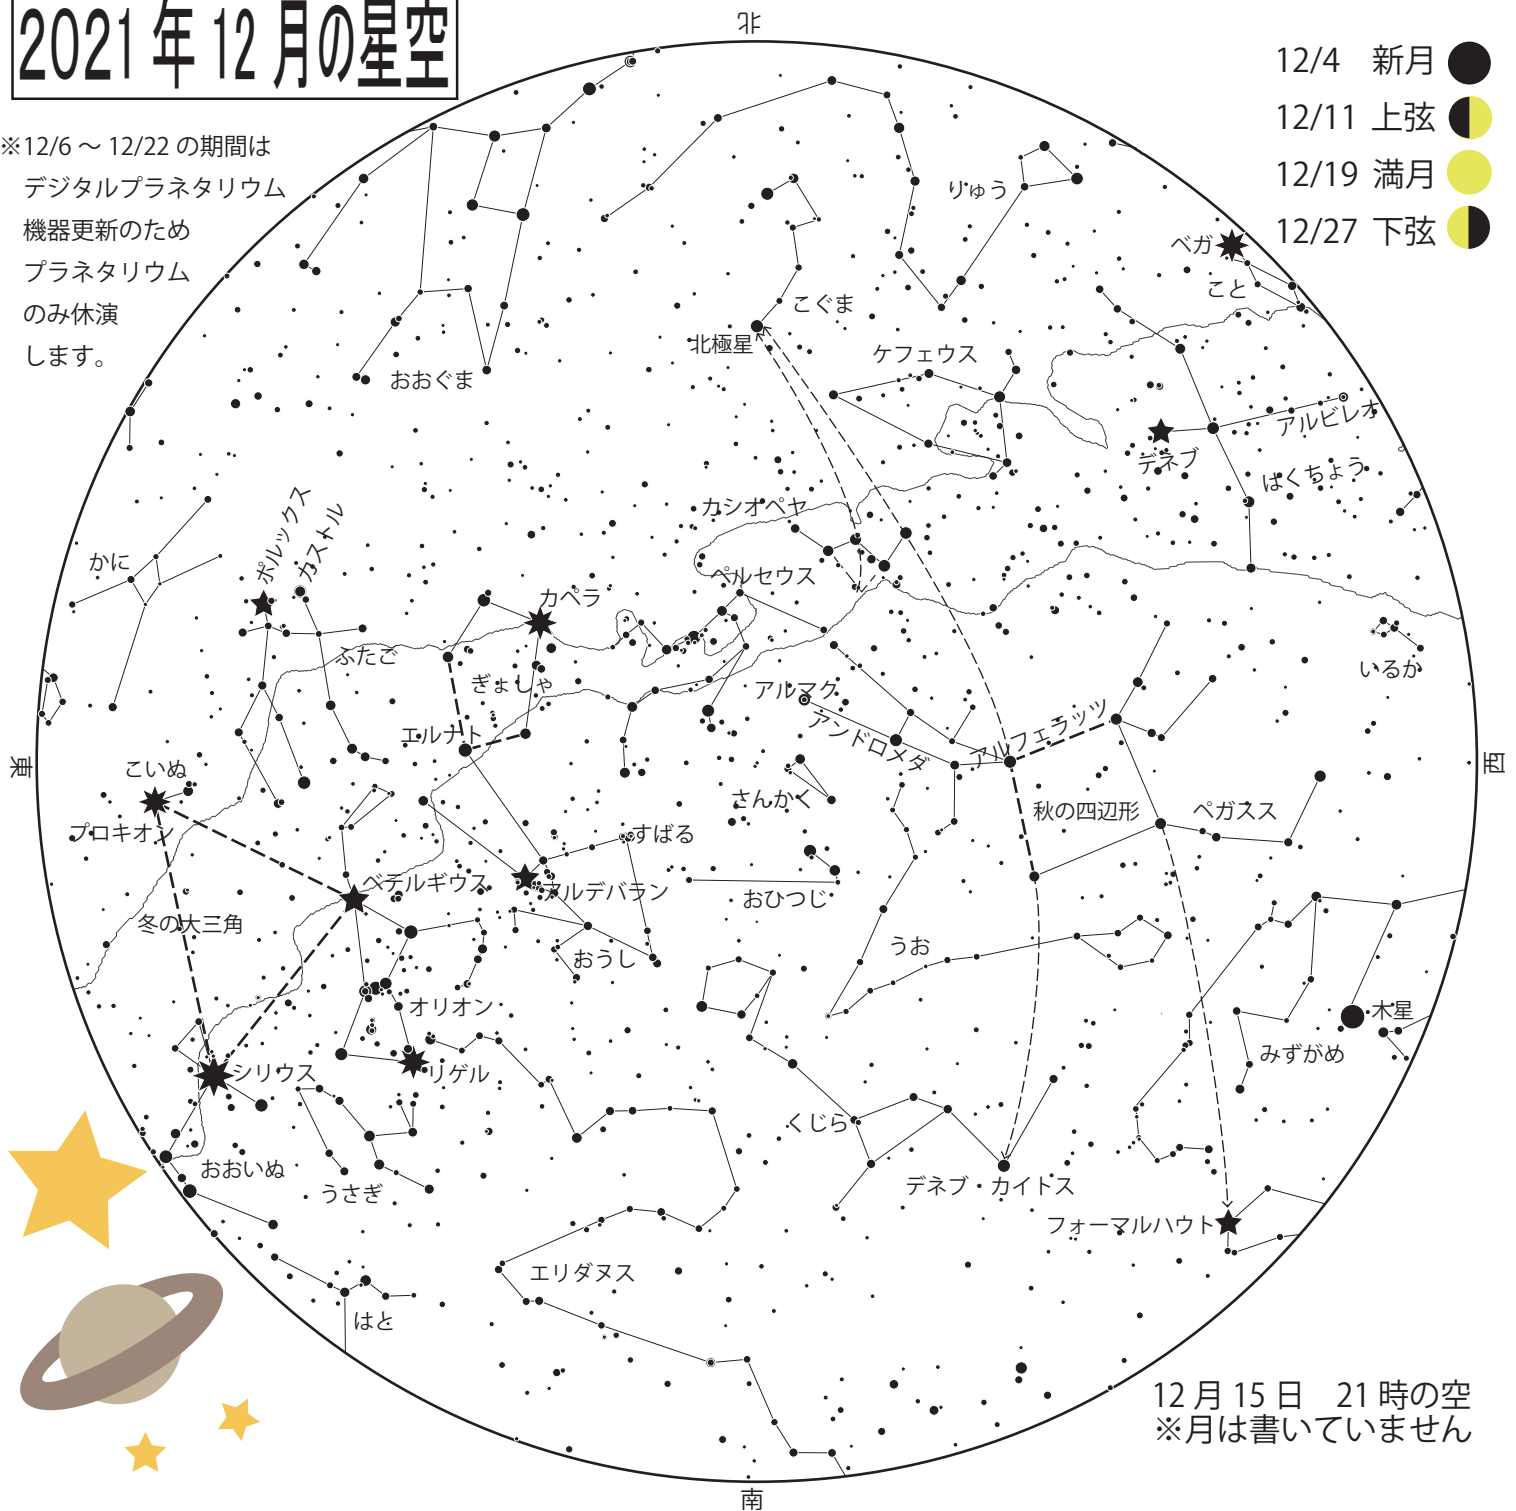 2021年12月の星空
北
12/4 新月
12/11 上弦
12/19 満月
12/27 下弦
※12/6～12/22の期間は
デジタルプラネタリウム
機器更新のため
プラネタリウム
のみ休演
します。
りゅう
ベガ
こと
こぐま
北極星
ケフェウス
おおぐま
アルビレオ
デネブ
はくちょう
カシオペヤ
ポルックス
カストル
かに
ペルセウス
カペラ
ふたご
ぎょしゃ
いるか
アルマク
アンドロメダ
アルフェラッツ
エルナト
東
西
こいぬ
プロキオン
さんかく
秋の四辺形
ペガスス
すばる
ベテルギウス
アルデバラン
おひつじ
冬の大三角
おうし
うお
オリオン
木星
みずがめ
シリウス
リゲル
くじら
おおいぬ
うさぎ
デネブ・カイトス
フォーマルハウト
エリダヌス
はと
12月15日 21時の空
※月は書いていません
南